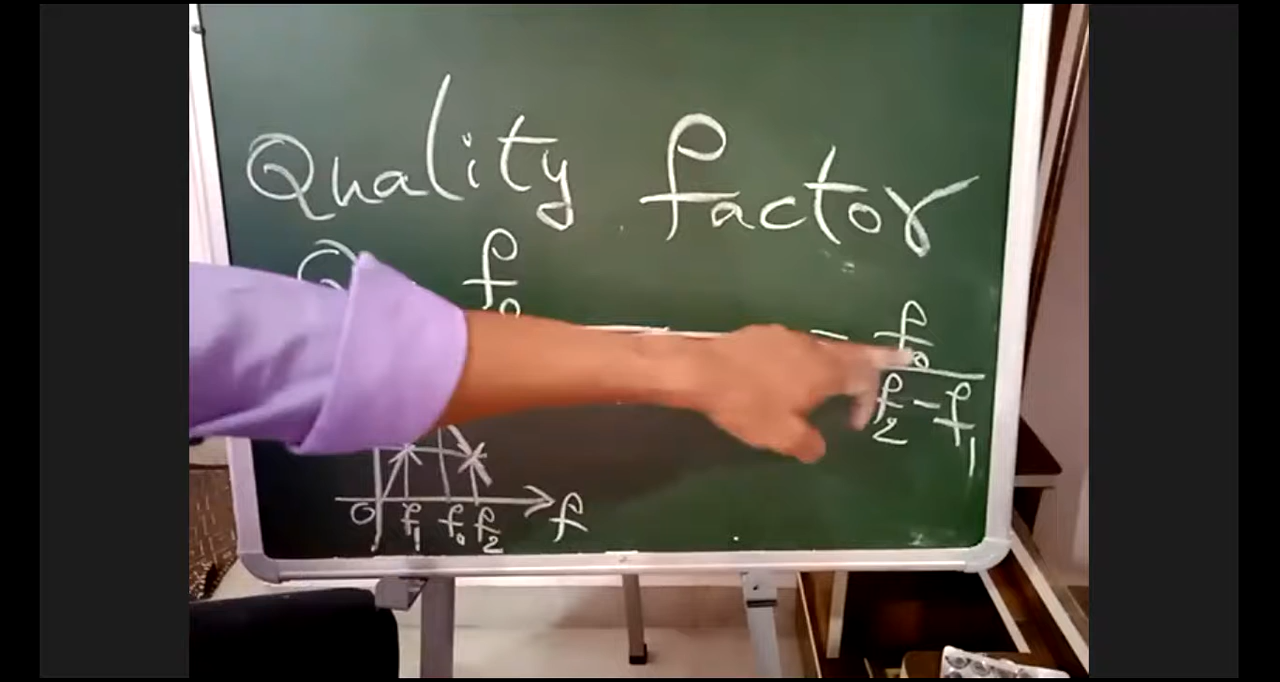 Quality factor
Q f₀
= f₀ / f₂ - f₁
0 f₁ f₀ f₂ f